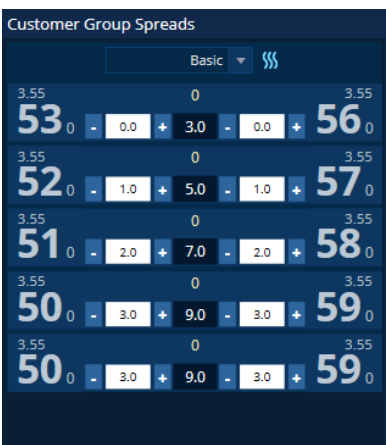 Customer Group Spreads
Basic
3.55 0 3.55
53 0 - 0.0 + 3.0 - 0.0 + 56 0
3.55 0 3.55
52 0 - 1.0 + 5.0 - 1.0 + 57 0
3.55 0 3.55
51 0 - 2.0 + 7.0 - 2.0 + 58 0
3.55 0 3.55
50 0 - 3.0 + 9.0 - 3.0 + 59 0
3.55 0 3.55
50 0 - 3.0 + 9.0 - 3.0 + 59 0